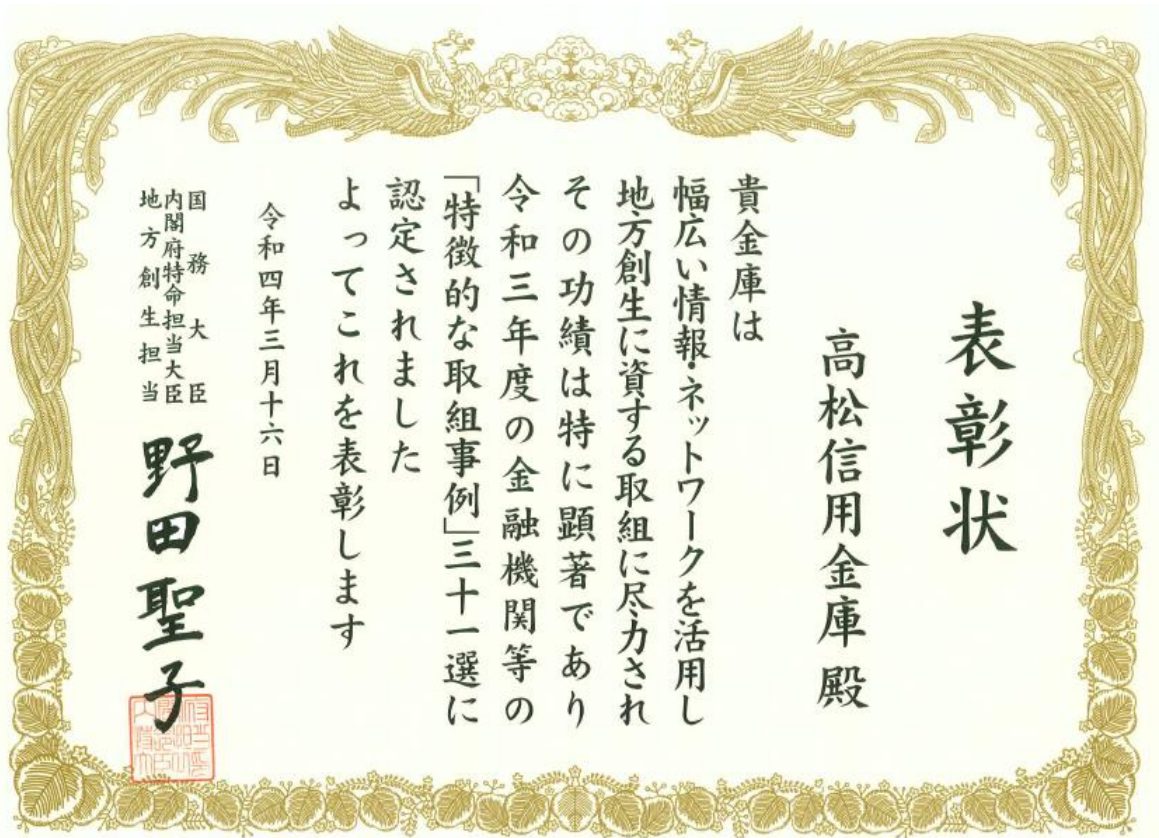 表彰状
高松信用金庫 殿
貴金庫は
幅広い情報・ネットワークを活用し
地方創生に資する取組に尽力され
その功績は特に顕著であり
令和三年度の金融機関等の
「特徴的な取組事例」三十一選に
認定されました
よってこれを表彰します
令和四年三月十六日
国務大臣
内閣府特命担当大臣
地方創生担当
野田聖子